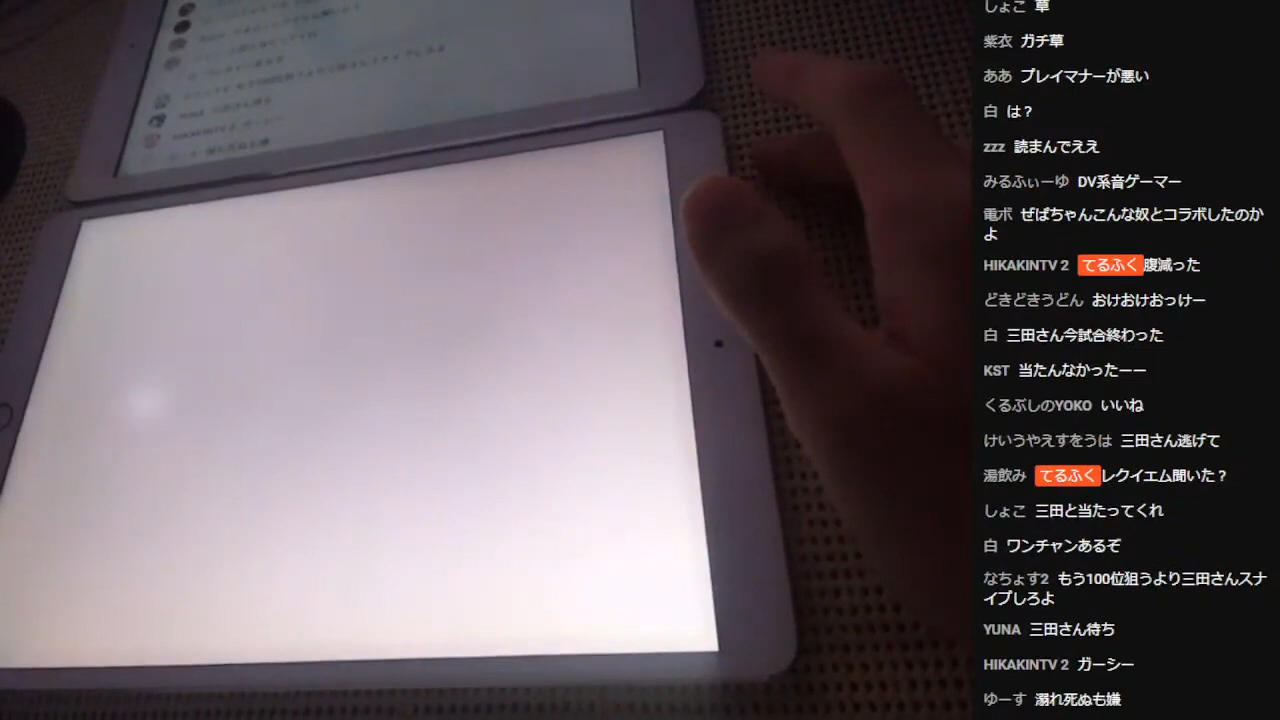 しょこ 草
紫衣 ガチ草
ああ プレイマナーが悪い
白 は？
zzz 読まんでええ
みるふぃーゆ DV系音ゲーマー
電ボ ぜぱちゃんこんな奴とコラボしたのか
よ
HIKAKINTV 2 てるふく腹減った
どきどきうどん おけおけおっけー
白 三田さん今試合終わった
KST 当たんなかったーー
くるぶしのYOKO いいね
けいうやえすをうは 三田さん逃げて
湯飲み てるふくレクイエム聞いた？
しょこ 三田と当たってくれ
白 ワンチャンあるぞ
なちょす2 もう100位狙うより三田さんスナ
イプしろよ
YUNA 三田さん待ち
HIKAKINTV 2 ガーシー
ゆーす 溺れ死ぬも嫌